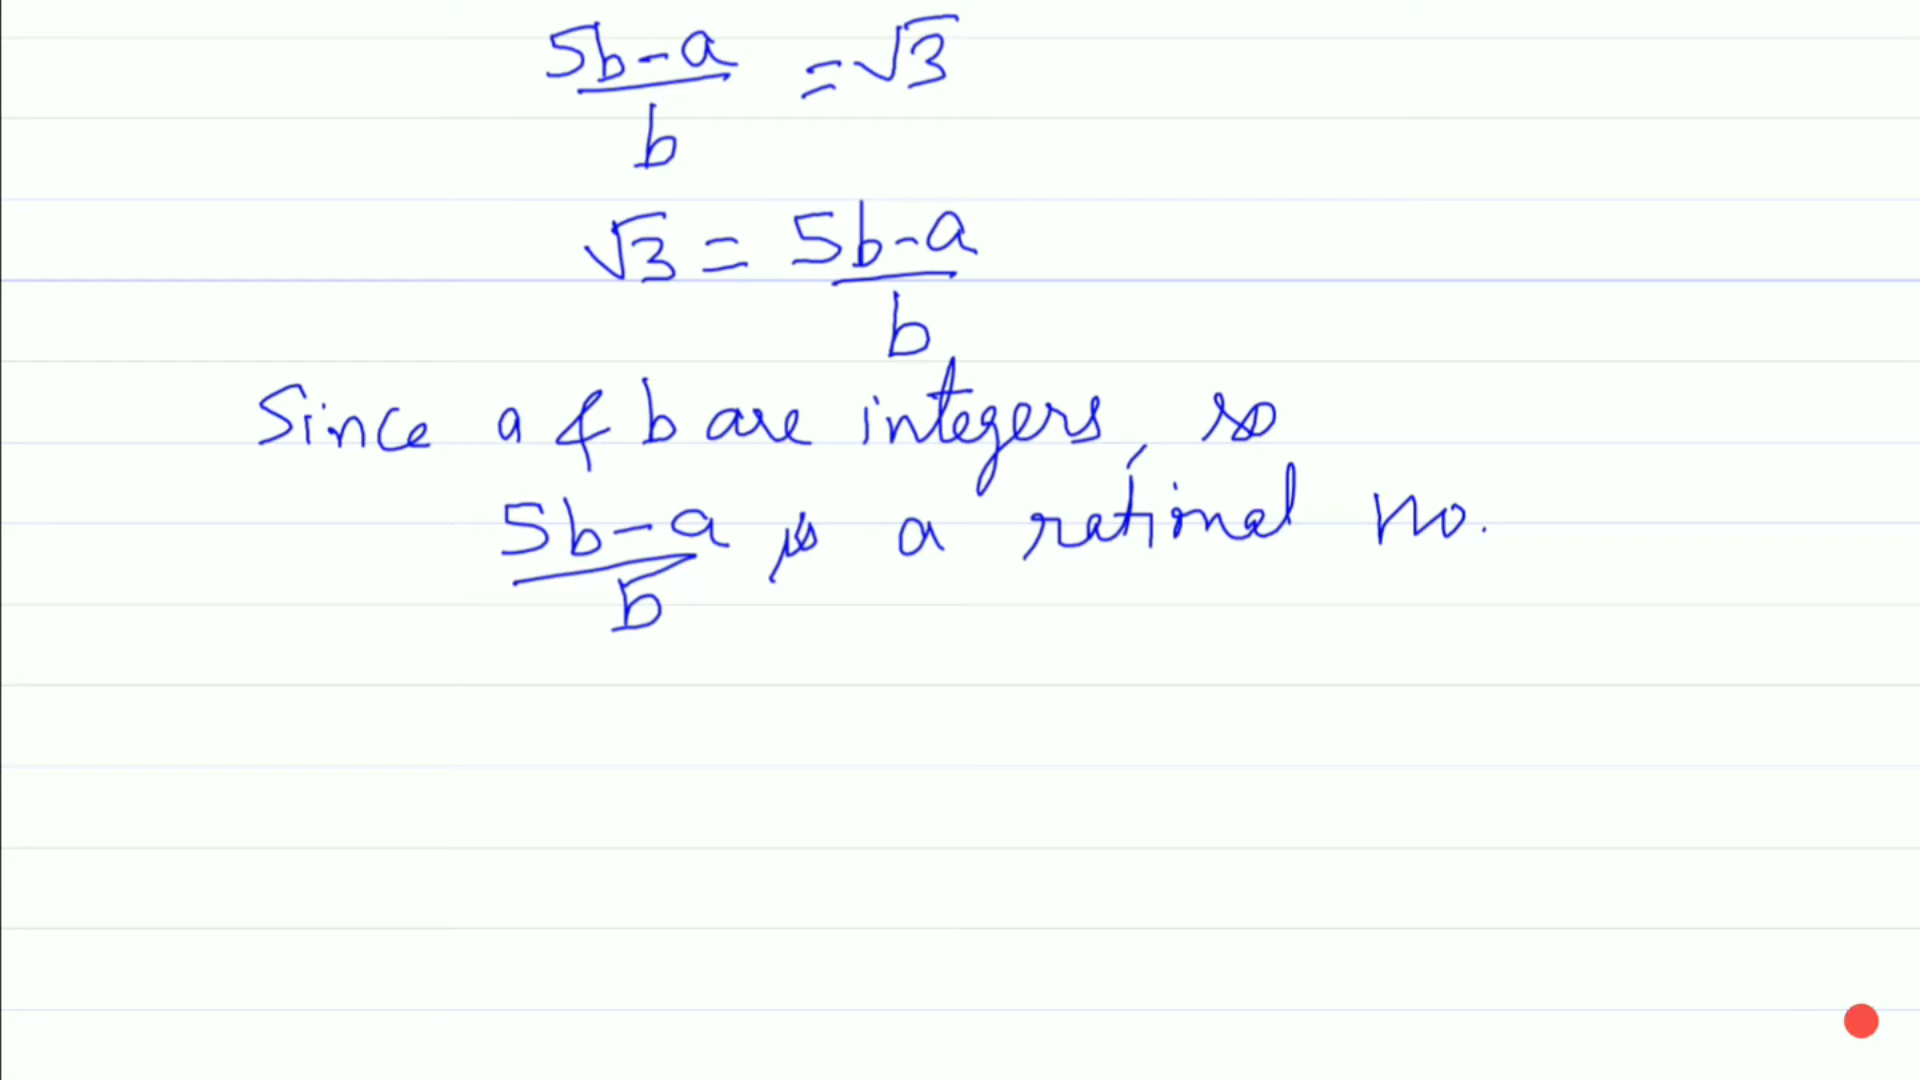 5b-a = √3
b
√3 = 5b-a
b
Since a & b are integers, so
5b-a is a rational no.
b